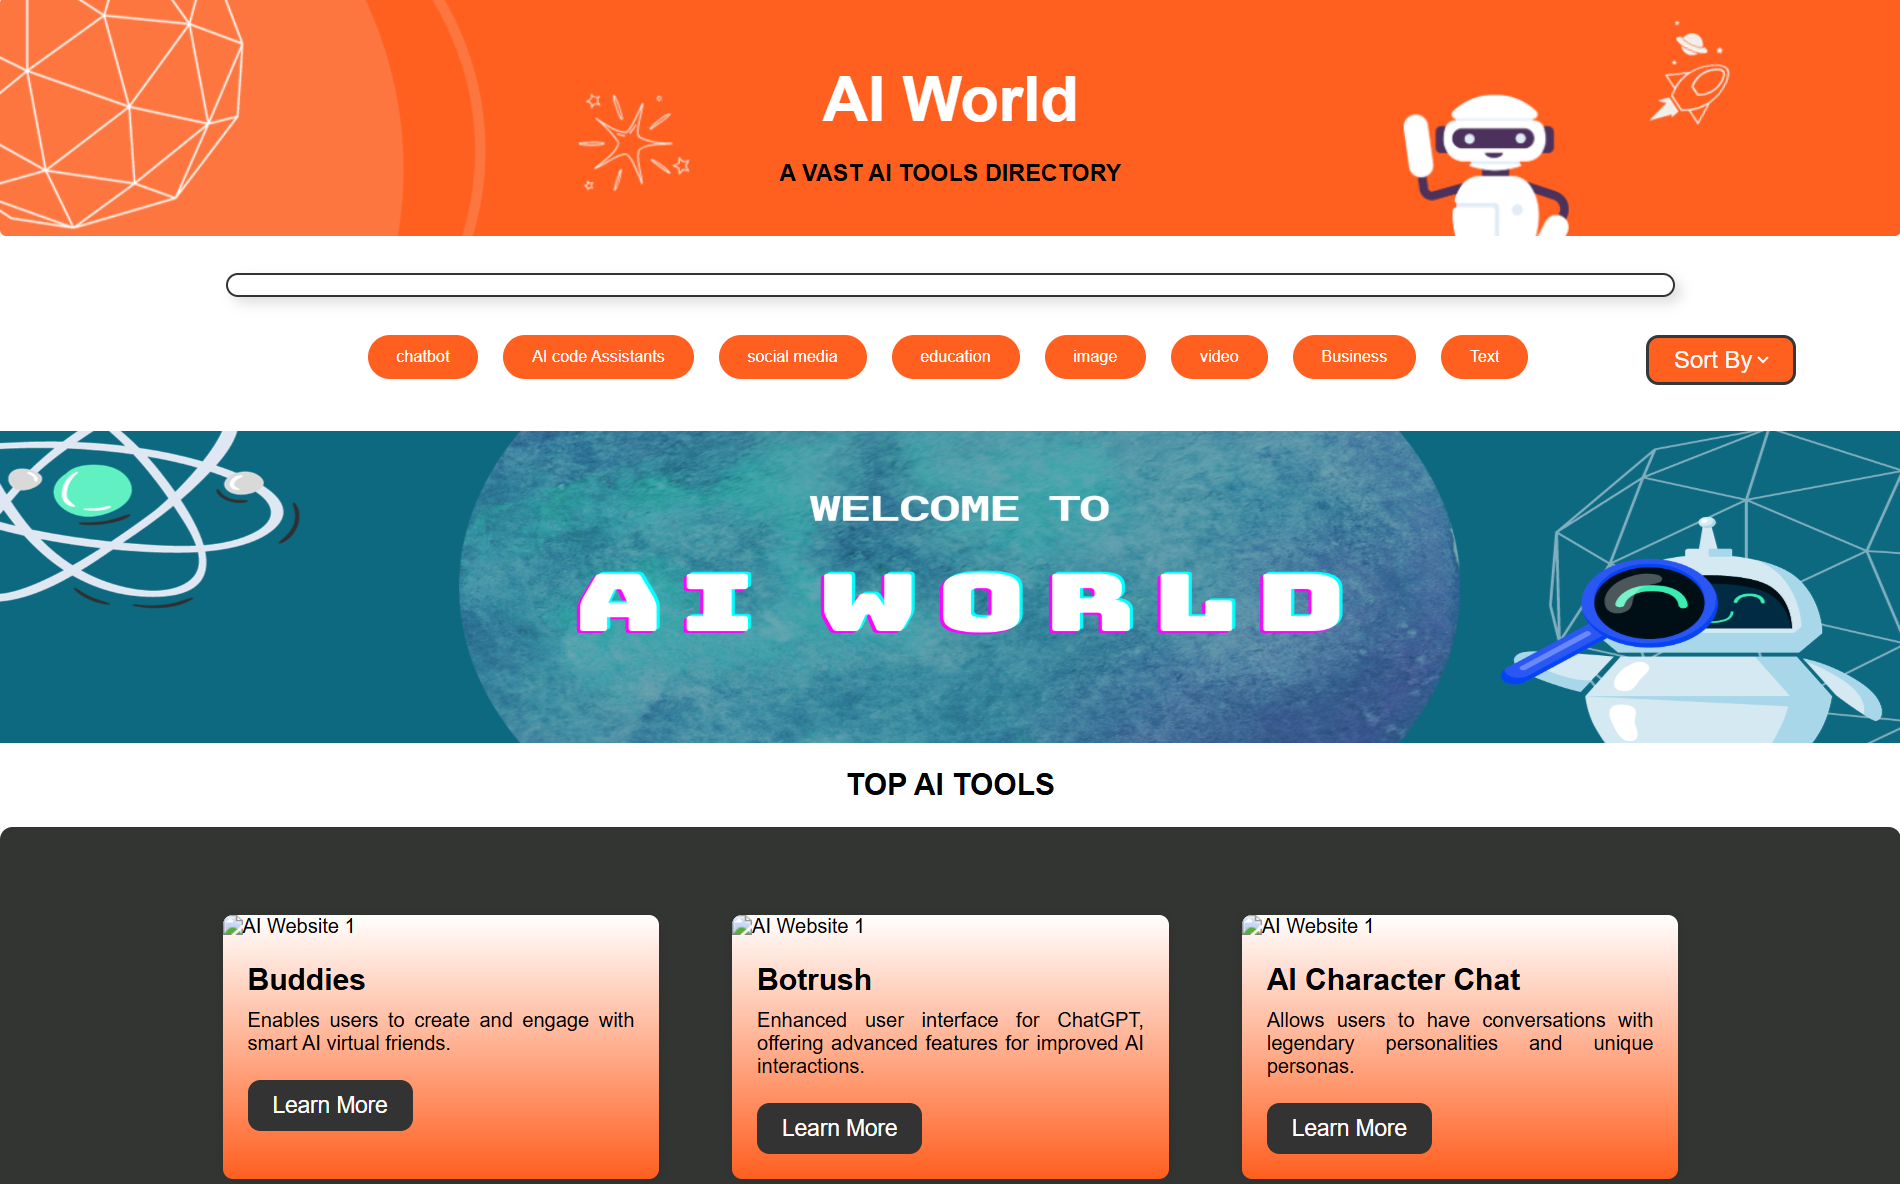 AI World
A VAST AI TOOLS DIRECTORY
chatbot
AI code Assistants
social media
education
image
video
Business
Text
Sort By
WELCOME TO
AI WORLD
TOP AI TOOLS
AI Website 1
Buddies
Enables users to create and engage with
smart AI virtual friends.
Learn More
AI Website 1
Botrush
Enhanced user interface for ChatGPT,
offering advanced features for improved AI
interactions.
Learn More
AI Website 1
AI Character Chat
Allows users to have conversations with
legendary personalities and unique
personas.
Learn More